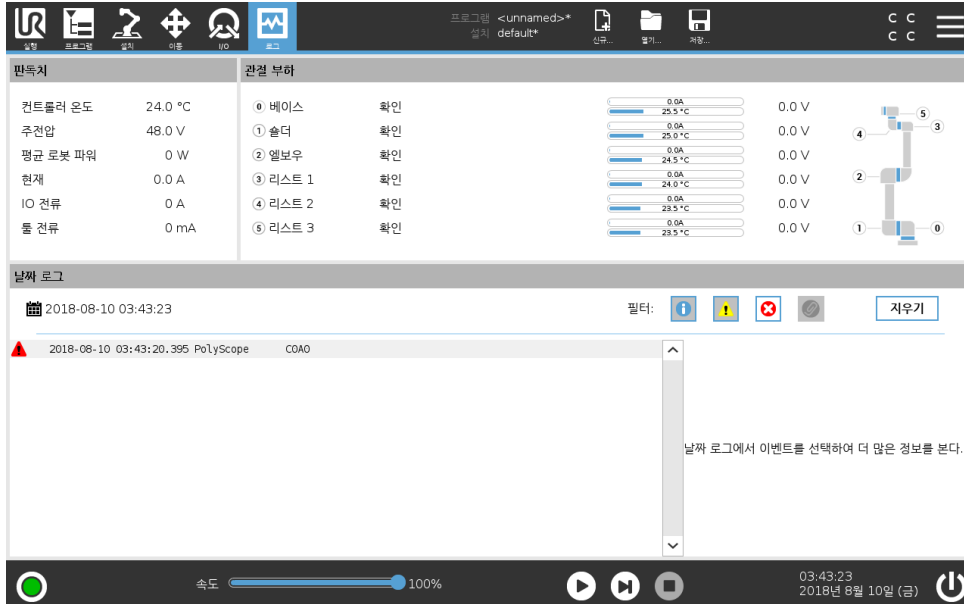 UR
실행 프로그램 설치 이동 I/O 로그
프로그램 <unnamed>*
설치 default*
신규... 열기... 저장...
C C
C C
판독치
컨트롤러 온도 24.0 °C
주전압 48.0 V
평균 로봇 파워 0 W
현재 0.0 A
IO 전류 0 A
툴 전류 0 mA
관절 부하
0 베이스 확인 0.0A 25.5 °C 0.0 V
1 숄더 확인 0.0A 25.0 °C 0.0 V
2 엘보우 확인 0.0A 24.5 °C 0.0 V
3 리스트 1 확인 0.0A 24.0 °C 0.0 V
4 리스트 2 확인 0.0A 23.5 °C 0.0 V
5 리스트 3 확인 0.0A 23.5 °C 0.0 V
5
3
4
2
1 0
날짜 로그
2018-08-10 03:43:23 필터: 지우기
2018-08-10 03:43:20.395 PolyScope C0A0
날짜 로그에서 이벤트를 선택하여 더 많은 정보를 본다.
속도 100%
03:43:23
2018년 8월 10일 (금)